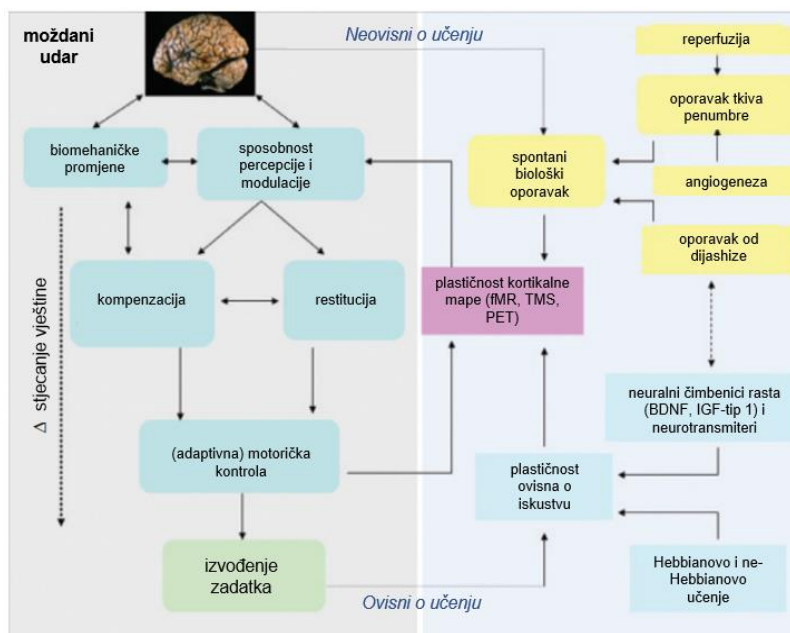 moždani
udar
Neovisni o učenju
reperfuzija
oporavak tkiva
penumbre
biomehaničke
promjene
sposobnost
percepcije i
modulacije
spontani
biološki
oporavak
angiogeneza
oporavak od
dijashize
kompenzacija
restitucija
plastičnost kortikalne
mape (fMR, TMS,
PET)
Δ stjecanje vještine
neuralni čimbenici rasta
(BDNF, IGF-tip 1) i
neurotransmiteri
(adaptivna) motorička
kontrola
plastičnost
ovisna o
iskustvu
izvođenje
zadatka
Hebbianovo i ne-
Hebbianovo
učenje
Ovisni o učenju